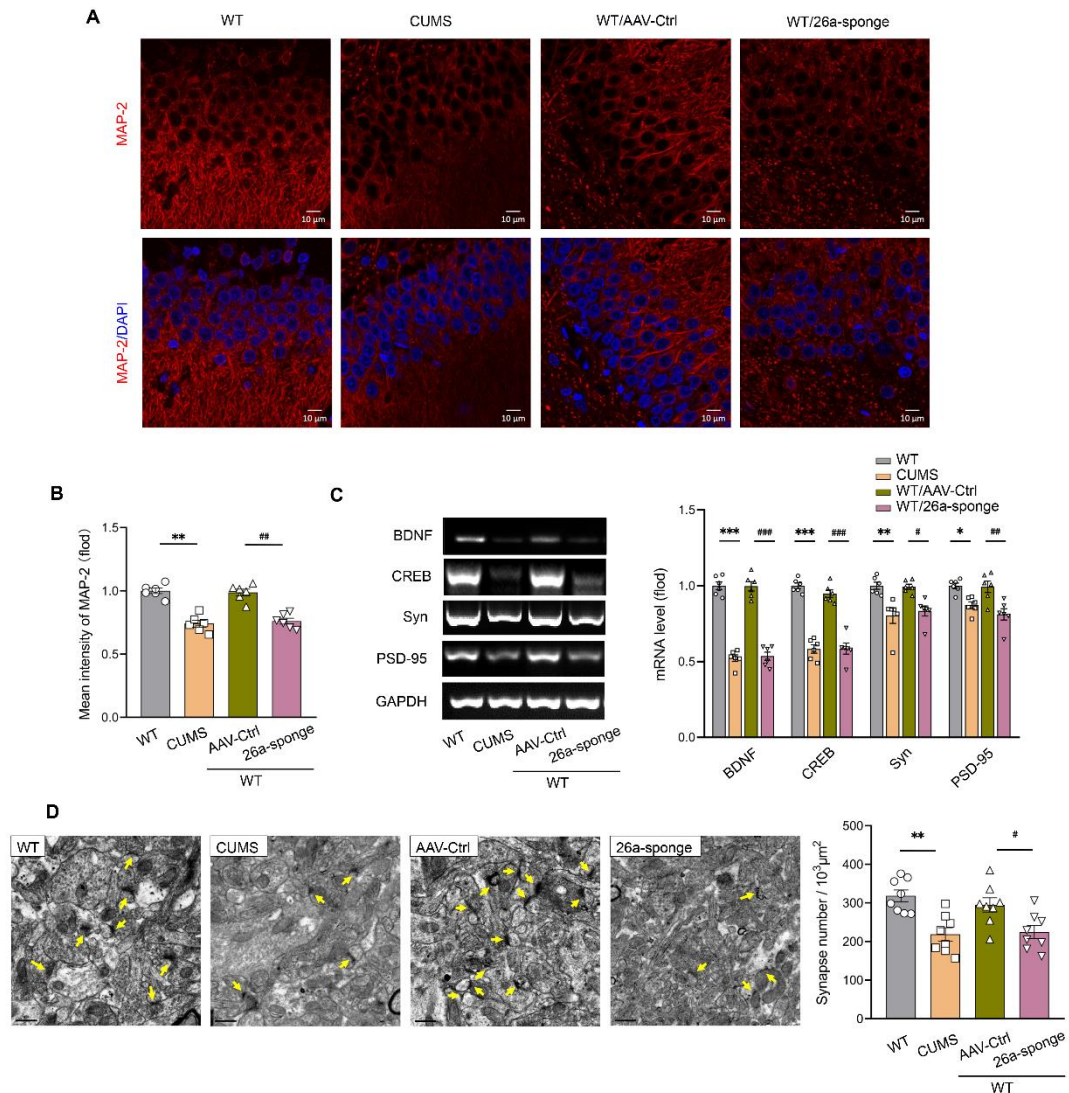 A
WT
CUMS
WT/AAV-Ctrl
WT/26a-sponge
MAP-2
10 μm
10 μm
10 μm
10 μm
MAP-2/DAPI
10 μm
10 μm
10 μm
10 μm
B
Mean intensity of MAP-2 (flod)
1.5
1.0
0.5
0.0
**
##
WT
CUMS
AAV-Ctrl
26a-sponge
WT
C
BDNF
CREB
Syn
PSD-95
GAPDH
WT
CUMS
AAV-Ctrl
26a-sponge
WT
WT
CUMS
WT/AAV-Ctrl
WT/26a-sponge
mRNA level (flod)
1.5
1.0
0.5
0.0
***
###
***
###
**
#
*
##
BDNF
CREB
Syn
PSD-95
D
WT
CUMS
AAV-Ctrl
26a-sponge
Synapse number / 10³μm²
500
400
300
200
100
0
**
#
WT
CUMS
AAV-Ctrl
26a-sponge
WT